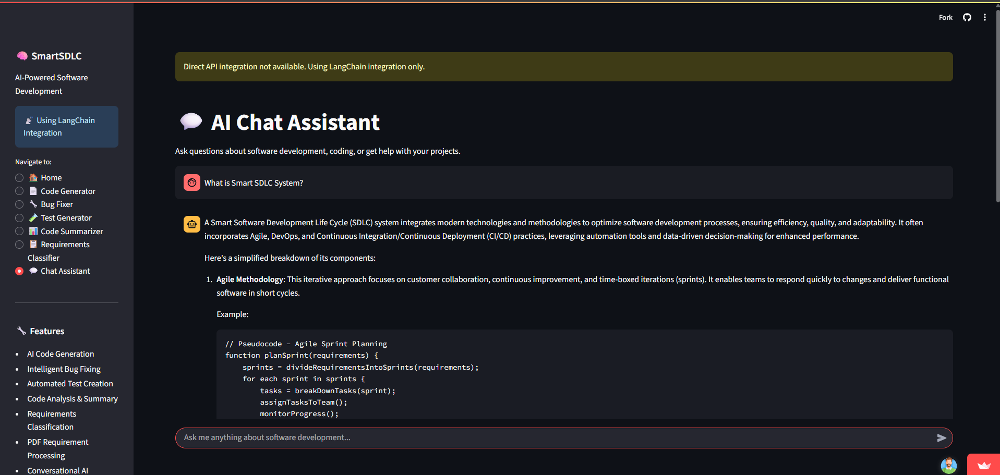 Fork
SmartSDLC
AI-Powered Software
Development
Using LangChain
Integration
Navigate to:
Home
Code Generator
Bug Fixer
Test Generator
Code Summarizer
Requirements
Classifier
Chat Assistant
Features
• AI Code Generation
• Intelligent Bug Fixing
• Automated Test Creation
• Code Analysis & Summary
• Requirements
Classification
• PDF Requirement
Processing
• Conversational AI
Direct API integration not available. Using LangChain integration only.
AI Chat Assistant
Ask questions about software development, coding, or get help with your projects.
What is Smart SDLC System?
A Smart Software Development Life Cycle (SDLC) system integrates modern technologies and methodologies to optimize software development processes, ensuring efficiency, quality, and adaptability. It often
incorporates Agile, DevOps, and Continuous Integration/Continuous Deployment (CI/CD) practices, leveraging automation tools and data-driven decision-making for enhanced performance.
Here's a simplified breakdown of its components:
1. Agile Methodology: This iterative approach focuses on customer collaboration, continuous improvement, and time-boxed iterations (sprints). It enables teams to respond quickly to changes and deliver functional
software in short cycles.
Example:
// Pseudocode - Agile Sprint Planning
function planSprint(requirements) {
    sprints = divideRequirementsIntoSprints(requirements);
    for each sprint in sprints {
        tasks = breakDownTasks(sprint);
        assignTasksToTeam();
        monitorProgress();
Ask me anything about software development...